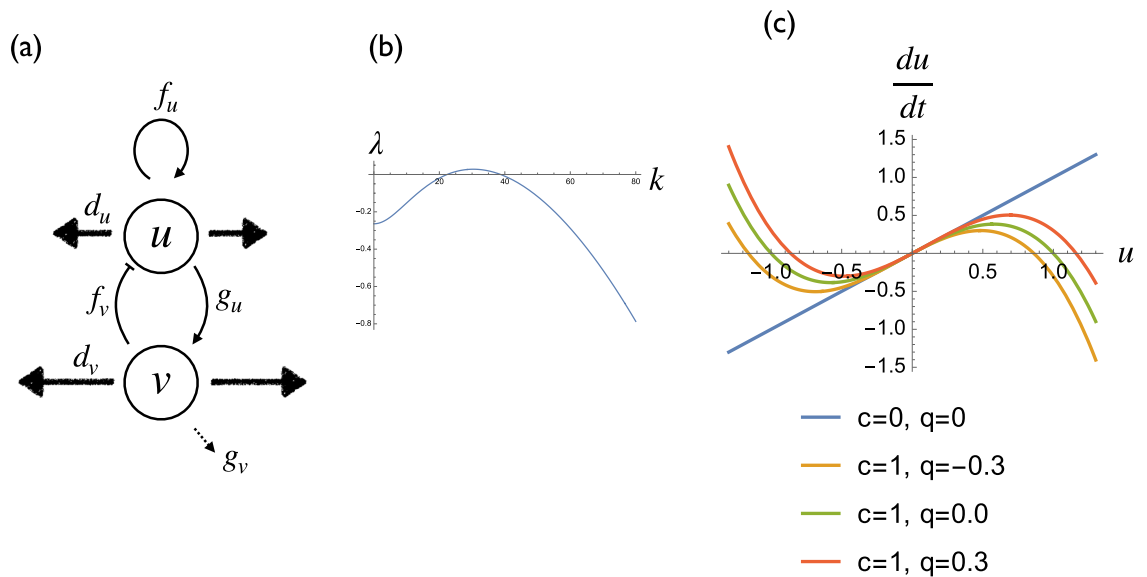 (a)
f_u
d_u
u
f_v
g_u
d_v
v
g_v
(b)
λ
20 40 60 80 k
−0.2
−0.4
−0.6
−0.8
(c)
du
dt
1.5
1.0
0.5
−1.0 −0.5 0.5 1.0 u
−0.5
−1.0
−1.5
c=0, q=0
c=1, q=−0.3
c=1, q=0.0
c=1, q=0.3